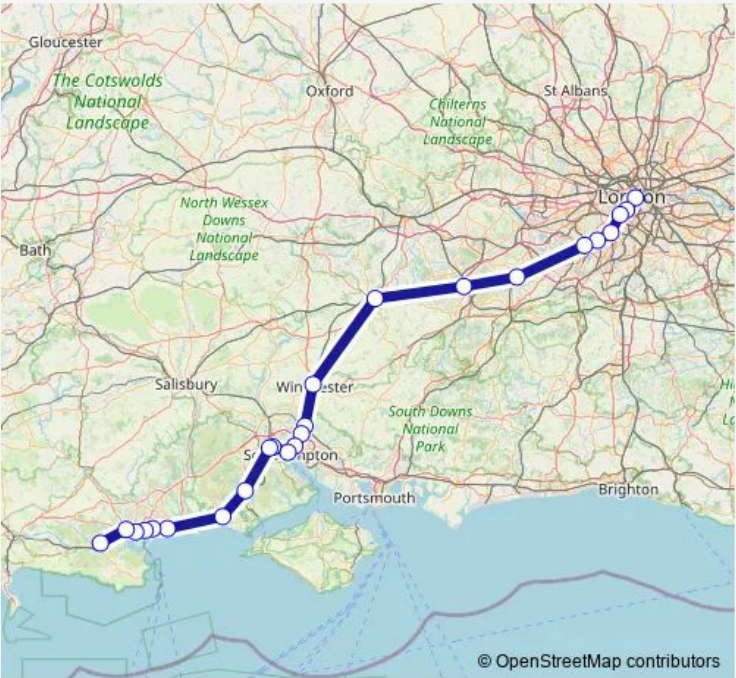 Gloucester
The Cotswolds
National
Landscape
Oxford
St Albans
Chilterns
National
Landscape
London
North Wessex
Downs
National
Landscape
Bath
Salisbury
Winchester
South Downs
National
Park
Southampton
Portsmouth
Brighton
© OpenStreetMap contributors